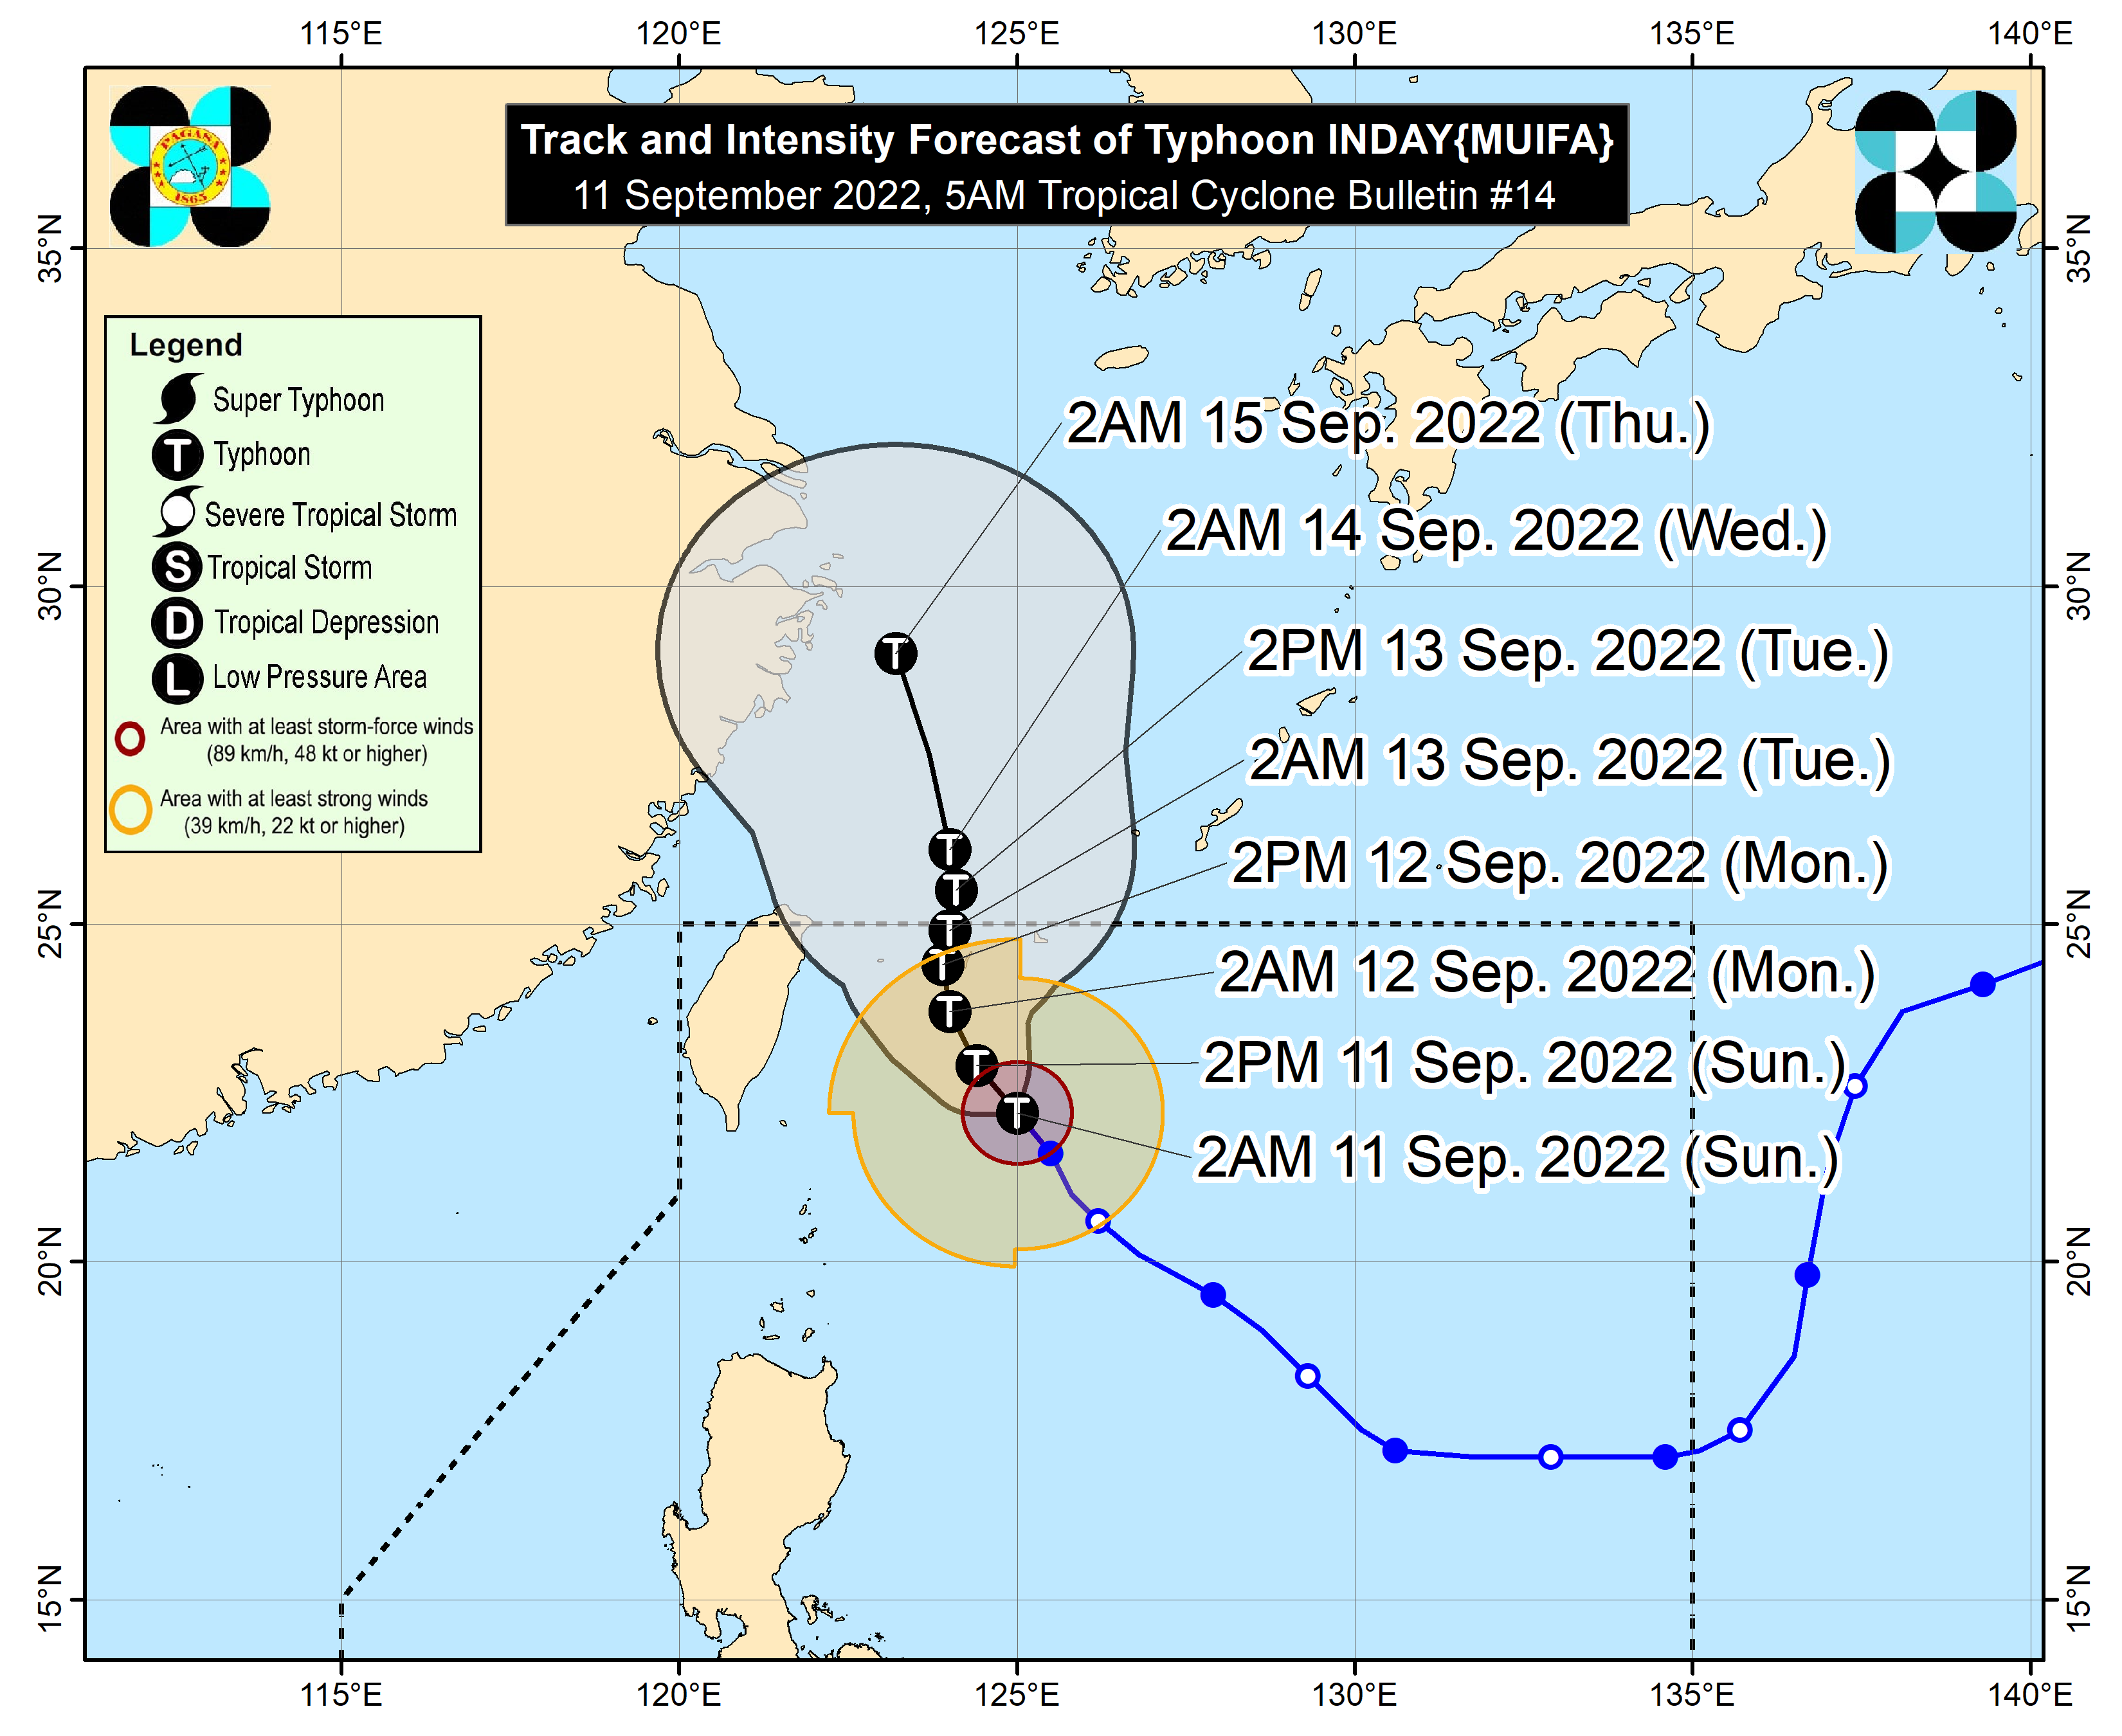 115°E 120°E 125°E 130°E 135°E 140°E
Track and Intensity Forecast of Typhoon INDAY{MUIFA}
11 September 2022, 5AM Tropical Cyclone Bulletin #14
PAGASA
1865
35°N
35°N
Legend
Super Typhoon
T Typhoon
Severe Tropical Storm
S Tropical Storm
D Tropical Depression
L Low Pressure Area
Area with at least storm-force winds
(89 km/h, 48 kt or higher)
Area with at least strong winds
(39 km/h, 22 kt or higher)
2AM 15 Sep. 2022 (Thu.)
2AM 14 Sep. 2022 (Wed.)
30°N
30°N
2PM 13 Sep. 2022 (Tue.)
T
2AM 13 Sep. 2022 (Tue.)
T
2PM 12 Sep. 2022 (Mon.)
T
25°N
25°N
T
T
2AM 12 Sep. 2022 (Mon.)
T
2PM 11 Sep. 2022 (Sun.)
T
T
2AM 11 Sep. 2022 (Sun.)
20°N
20°N
15°N
15°N
115°E 120°E 125°E 130°E 135°E 140°E